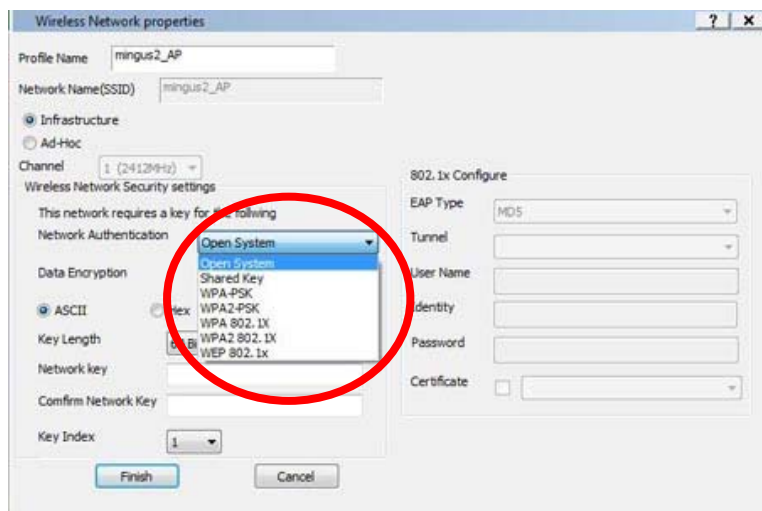 Wireless Network properties
Profile Name mingus2_AP
Network Name(SSID) mingus2_AP
Infrastructure
Ad-Hoc
Channel 1 (2412MHz)
Wireless Network Security settings
This network requires a key for the follwing
Network Authentication Open System
Open System
Shared Key
WPA-PSK
WPA2-PSK
WPA 802.1X
WPA2 802.1X
WEP 802.1x
Data Encryption
ASCII Hex
Key Length
Network key
Comfirm Network Key
Key Index 1
Finish Cancel
802.1x Configure
EAP Type MD5
Tunnel
User Name
Identity
Password
Certificate